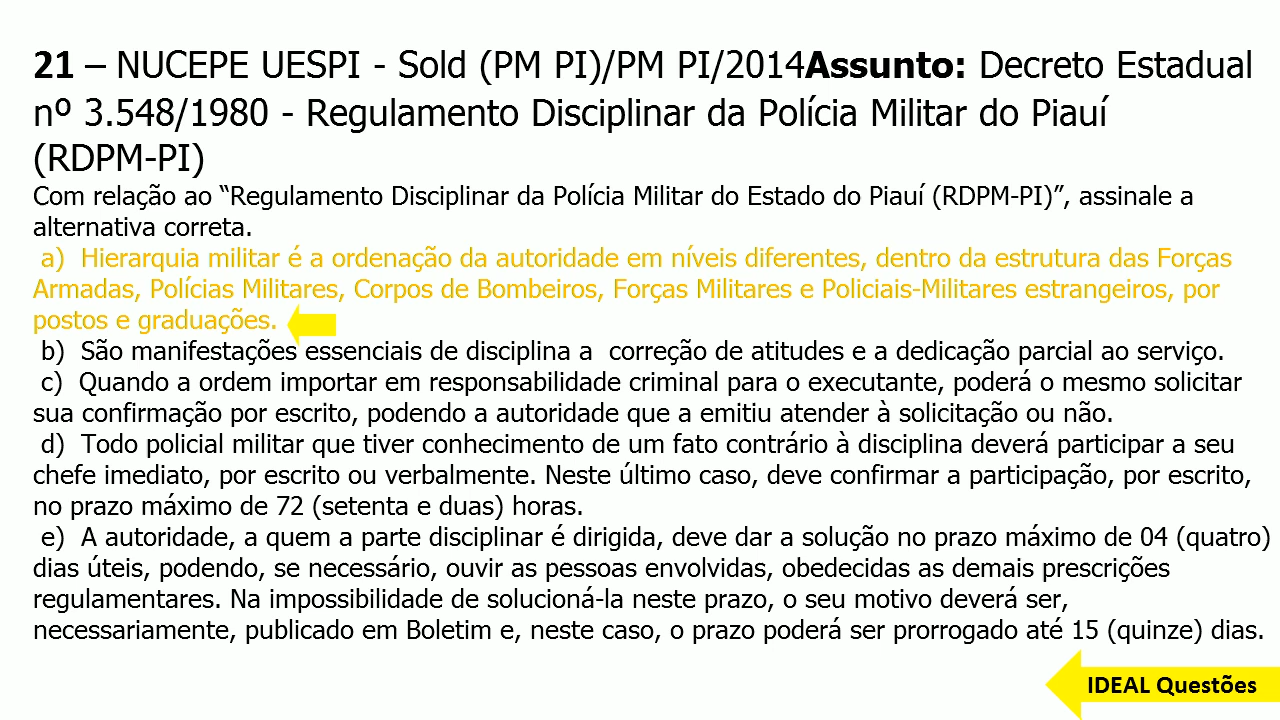 21 – NUCEPE UESPI - Sold (PM PI)/PM PI/2014Assunto: Decreto Estadual
nº 3.548/1980 - Regulamento Disciplinar da Polícia Militar do Piauí
(RDPM-PI)
Com relação ao “Regulamento Disciplinar da Polícia Militar do Estado do Piauí (RDPM-PI)”, assinale a
alternativa correta.
a) Hierarquia militar é a ordenação da autoridade em níveis diferentes, dentro da estrutura das Forças
Armadas, Polícias Militares, Corpos de Bombeiros, Forças Militares e Policiais-Militares estrangeiros, por
postos e graduações.
b) São manifestações essenciais de disciplina a correção de atitudes e a dedicação parcial ao serviço.
c) Quando a ordem importar em responsabilidade criminal para o executante, poderá o mesmo solicitar
sua confirmação por escrito, podendo a autoridade que a emitiu atender à solicitação ou não.
d) Todo policial militar que tiver conhecimento de um fato contrário à disciplina deverá participar a seu
chefe imediato, por escrito ou verbalmente. Neste último caso, deve confirmar a participação, por escrito,
no prazo máximo de 72 (setenta e duas) horas.
e) A autoridade, a quem a parte disciplinar é dirigida, deve dar a solução no prazo máximo de 04 (quatro)
dias úteis, podendo, se necessário, ouvir as pessoas envolvidas, obedecidas as demais prescrições
regulamentares. Na impossibilidade de solucioná-la neste prazo, o seu motivo deverá ser,
necessariamente, publicado em Boletim e, neste caso, o prazo poderá ser prorrogado até 15 (quinze) dias.
IDEAL Questões